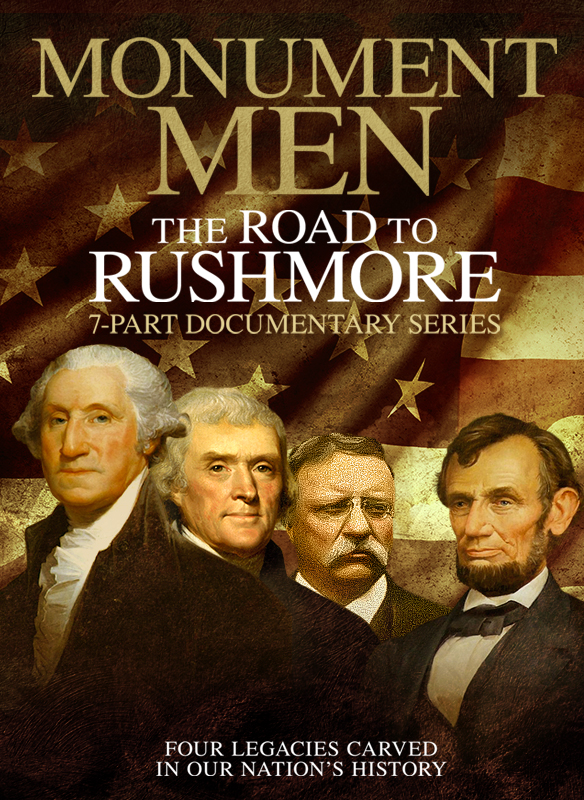 MONUMENT
MEN
THE ROAD TO
RUSHMORE
7-PART DOCUMENTARY SERIES
FOUR LEGACIES CARVED
IN OUR NATION'S HISTORY